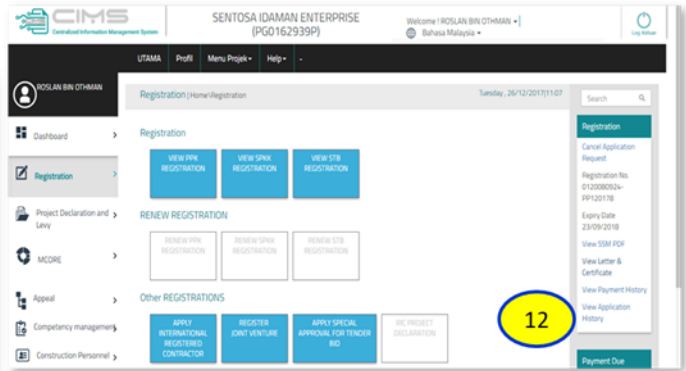 CIMS
Centralized Information Management System
SENTOSA IDAMAN ENTERPRISE
(PG0162939P)
Welcome ! ROSLAN BIN OTHMAN
Bahasa Malaysia
Log Keluar
UTAMA Profil Menu Projek Help -
ROSLAN BIN OTHMAN
Registration | Home\Registration
Tuesday , 26/12/2017|11:07
Search
Dashboard
Registration
Project Declaration and
Levy
MCORE
Appeal
Competency management
Construction Personnel
Registration
VIEW PPK
REGISTRATION
VIEW SPKK
REGISTRATION
VIEW STB
REGISTRATION
RENEW REGISTRATION
RENEW PPK
REGISTRATION
RENEW SPKK
REGISTRATION
RENEW STB
REGISTRATION
Other REGISTRATIONS
APPLY
INTERNATIONAL
REGISTERED
CONTRACTOR
REGISTER
JOINT VENTURE
APPLY SPECIAL
APPROVAL FOR TENDER
BID
PROJECT
DECLARATION
Registration
Cancel Application
Request
Registration No.
0120080924-
PP120178
Expiry Date
23/09/2018
View SSM PDF
View Letter &
Certificate
View Payment History
View Application
History
12
Payment Due